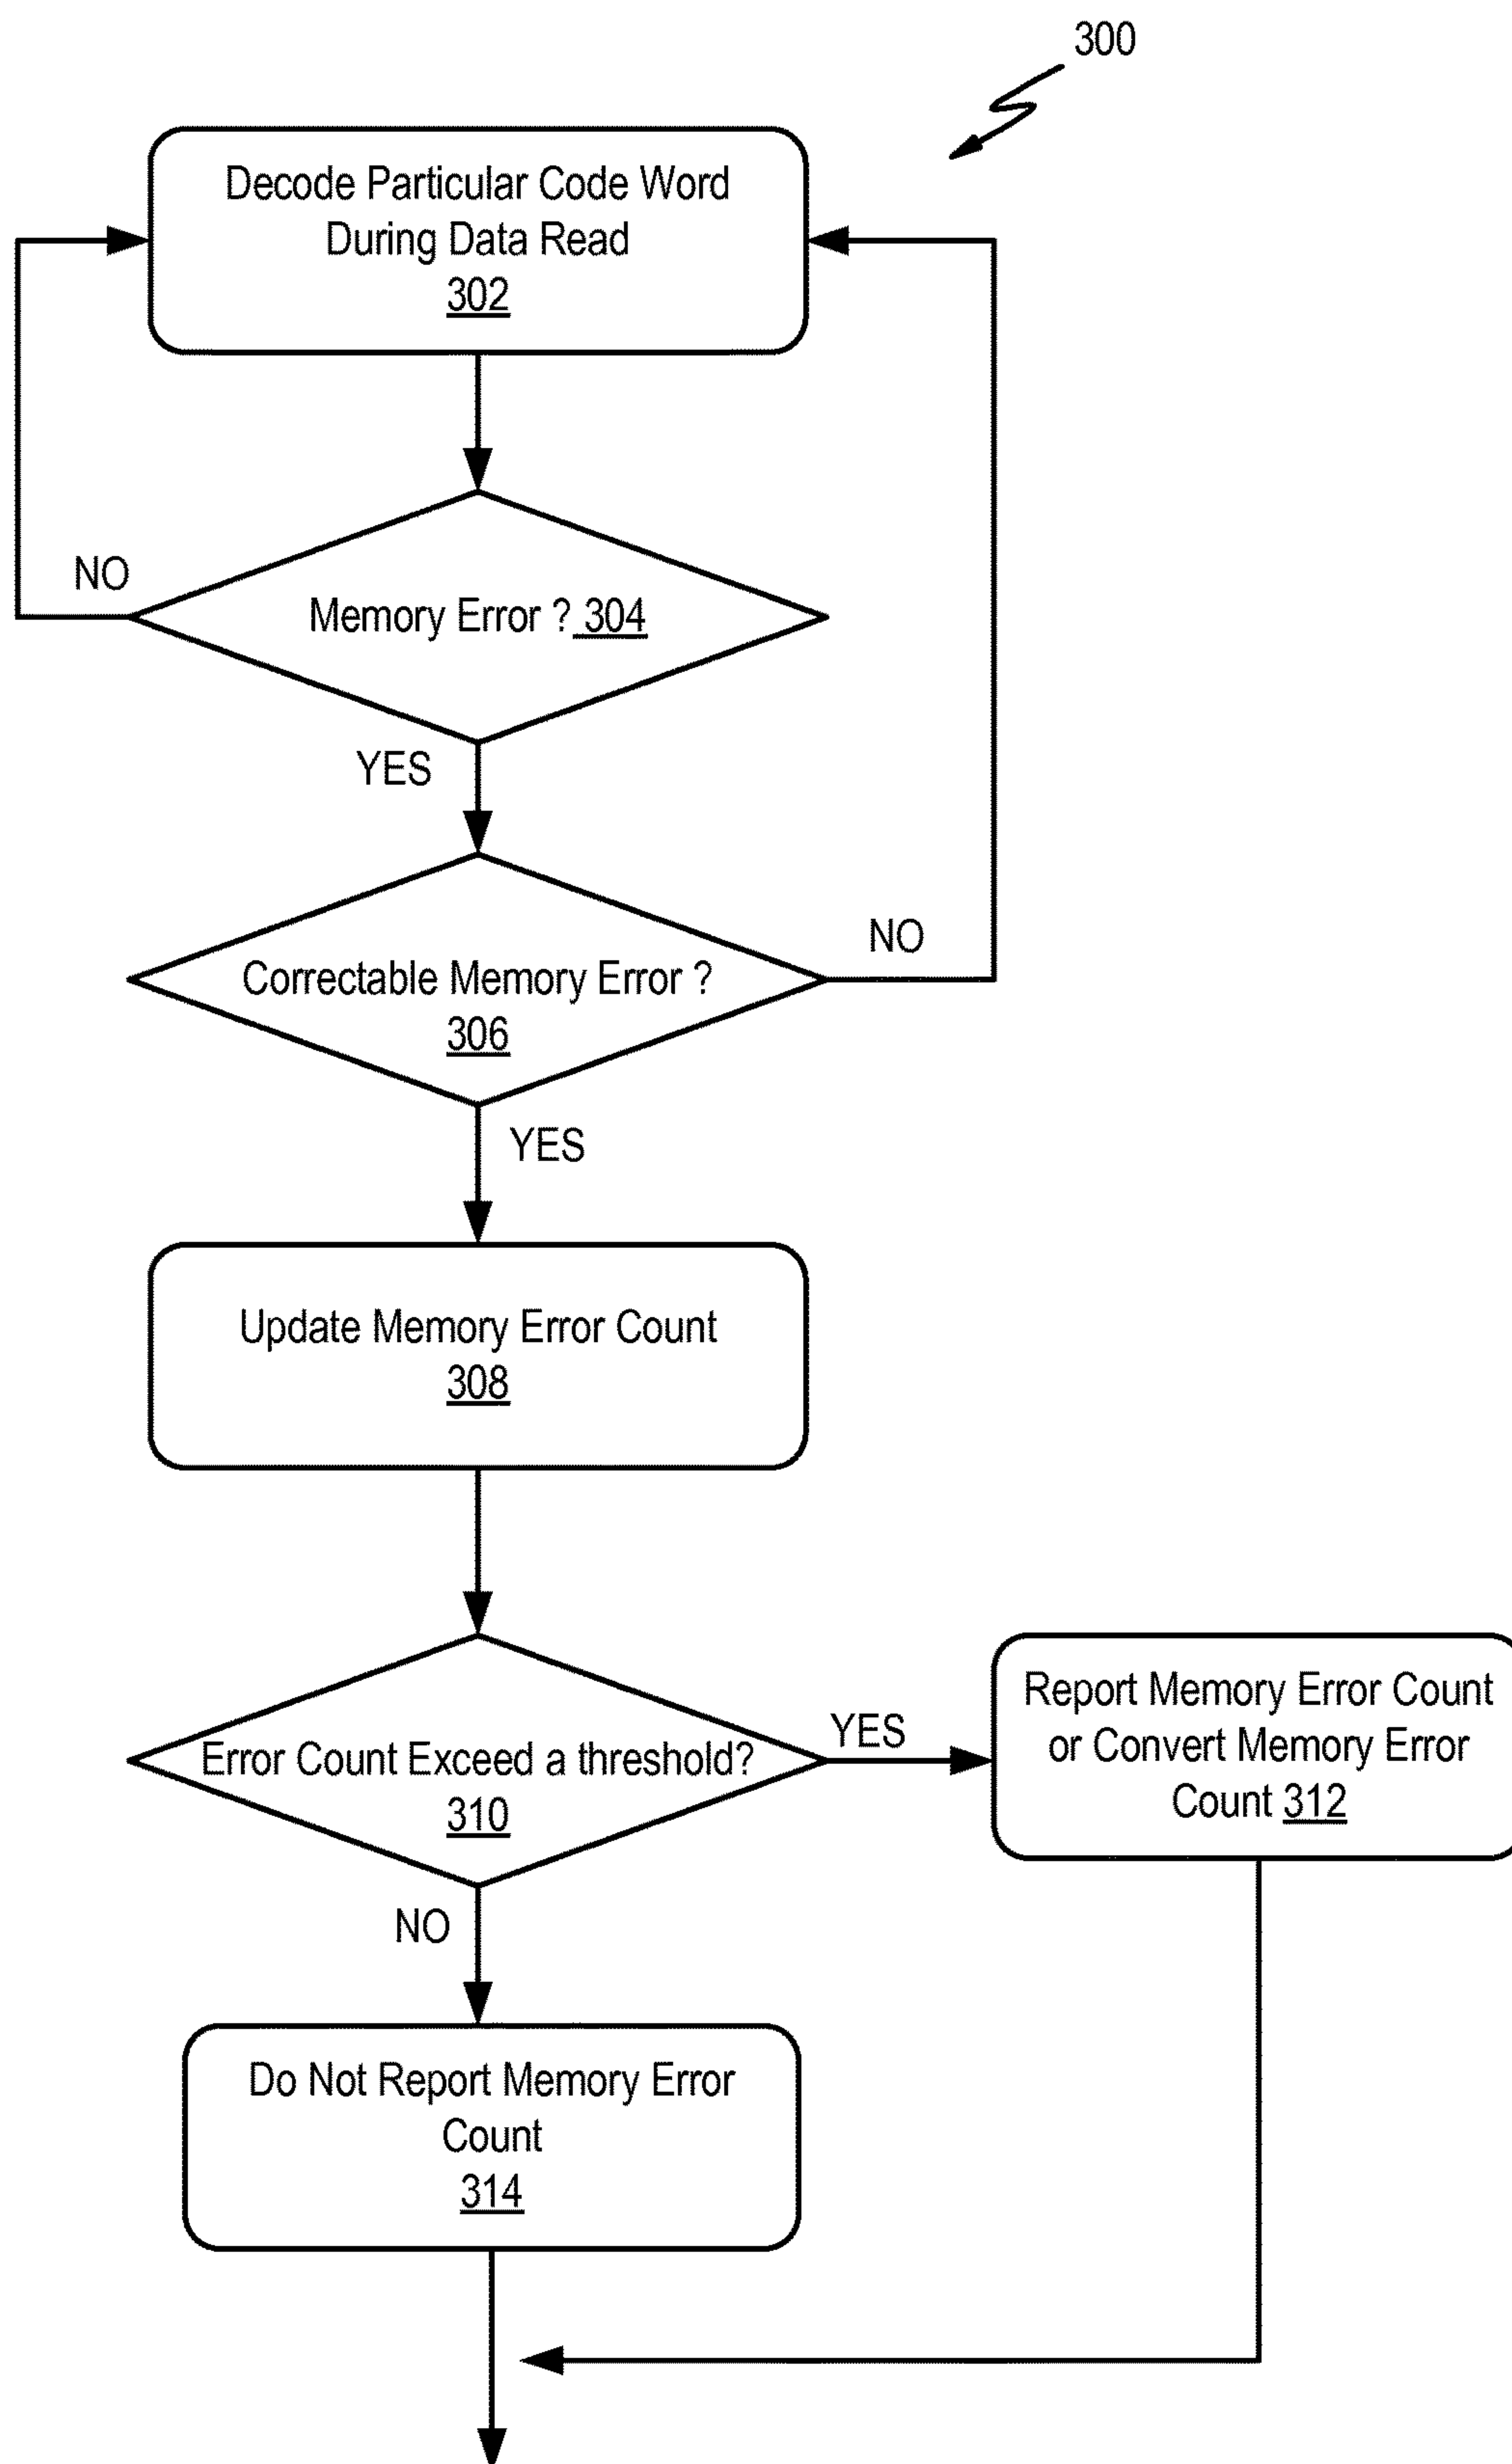 300
Decode Particular Code Word
During Data Read
302
NO
Memory Error ? 304
YES
NO
Correctable Memory Error ?
306
YES
Update Memory Error Count
308
Error Count Exceed a threshold?
310
YES
Report Memory Error Count
or Convert Memory Error
Count 312
NO
Do Not Report Memory Error
Count
314